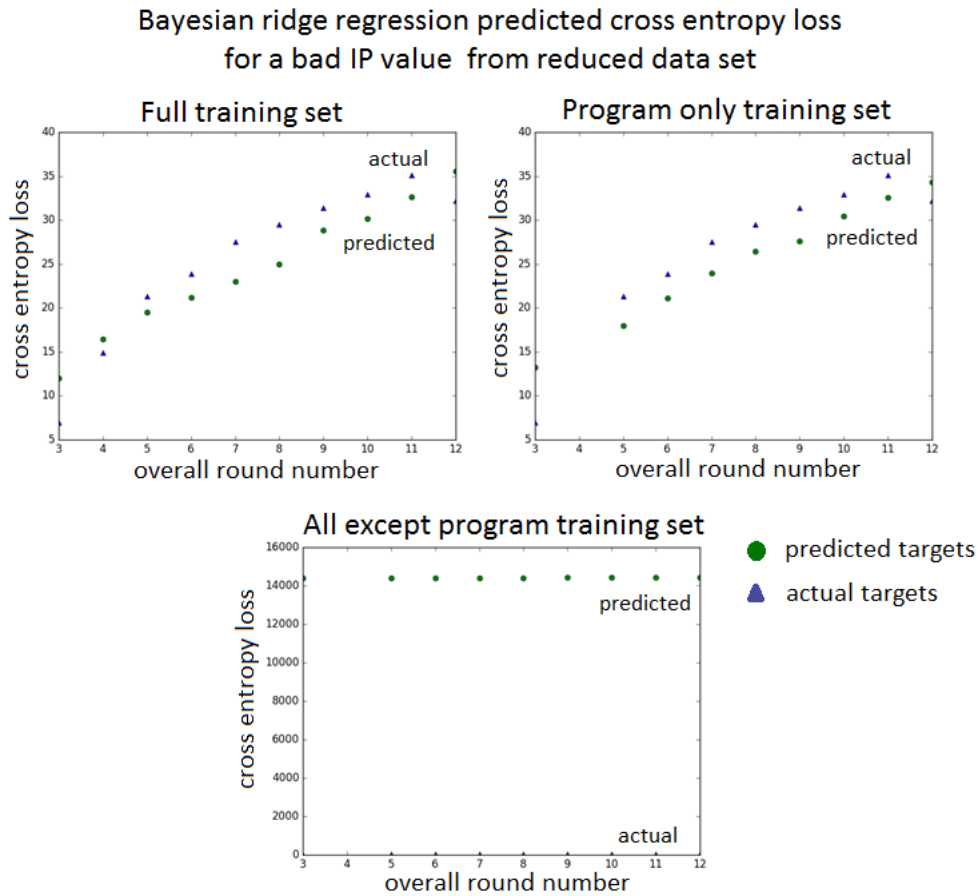 Bayesian ridge regression predicted cross entropy loss
for a bad IP value from reduced data set
Full training set
cross entropy loss
40
35
30
25
20
15
10
5
actual
predicted
3 4 5 6 7 8 9 10 11 12
overall round number
Program only training set
cross entropy loss
40
35
30
25
20
15
10
5
actual
predicted
3 4 5 6 7 8 9 10 11 12
overall round number
All except program training set
cross entropy loss
16000
14000
12000
10000
8000
6000
4000
2000
0
predicted
actual
3 4 5 6 7 8 9 10 11 12
overall round number
predicted targets
actual targets